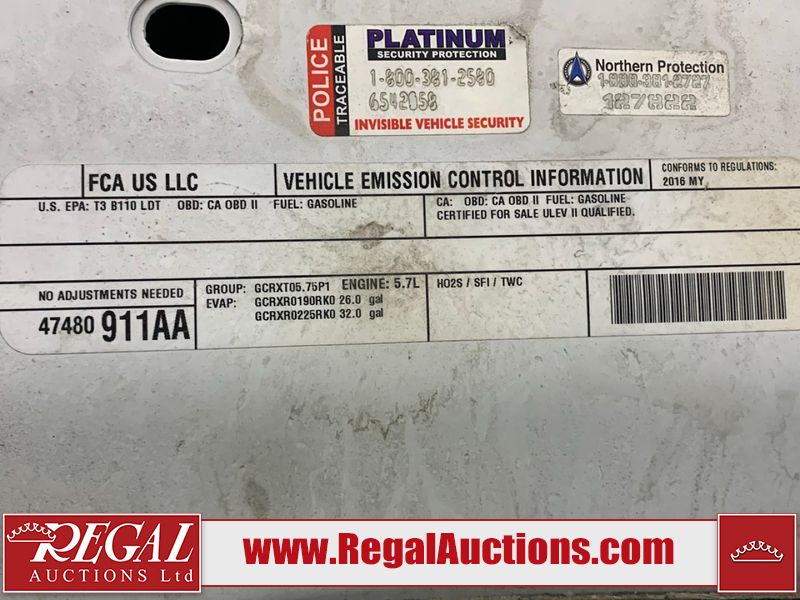 POLICE
TRACEABLE
PLATINUM
SECURITY PROTECTION
1-800-381-2580
6542058
INVISIBLE VEHICLE SECURITY
Northern Protection
1-888-381-2727
127822
FCA US LLC
VEHICLE EMISSION CONTROL INFORMATION
CONFORMS TO REGULATIONS:
2016 MY
U.S. EPA: T3 B110 LDT OBD: CA OBD II FUEL: GASOLINE
CA: OBD: CA OBD II FUEL: GASOLINE
CERTIFIED FOR SALE ULEV II QUALIFIED.
NO ADJUSTMENTS NEEDED
47480 911AA
GROUP: GCRXT05.75P1 ENGINE: 5.7L
EVAP: GCRXR0190RK0 26.0 gal
GCRXR0225RK0 32.0 gal
HO2S / SFI / TWC
REGAL
AUCTIONS Ltd
www.RegalAuctions.com